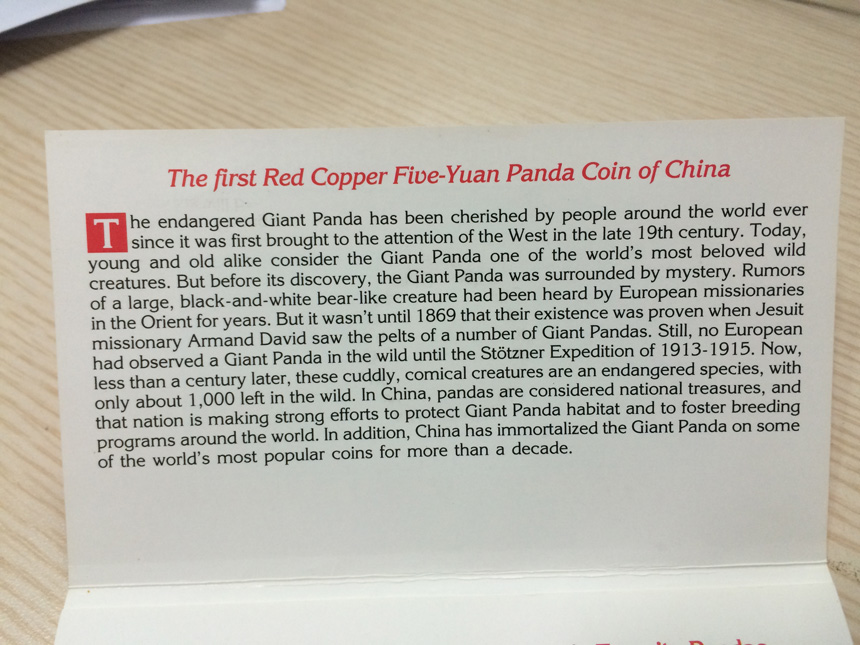 The first Red Copper Five-Yuan Panda Coin of China
The endangered Giant Panda has been cherished by people around the world ever
since it was first brought to the attention of the West in the late 19th century. Today,
young and old alike consider the Giant Panda one of the world's most beloved wild
creatures. But before its discovery, the Giant Panda was surrounded by mystery. Rumors
of a large, black-and-white bear-like creature had been heard by European missionaries
in the Orient for years. But it wasn't until 1869 that their existence was proven when Jesuit
missionary Armand David saw the pelts of a number of Giant Pandas. Still, no European
had observed a Giant Panda in the wild until the Stötzner Expedition of 1913-1915. Now,
less than a century later, these cuddly, comical creatures are an endangered species, with
only about 1,000 left in the wild. In China, pandas are considered national treasures, and
that nation is making strong efforts to protect Giant Panda habitat and to foster breeding
programs around the world. In addition, China has immortalized the Giant Panda on some
of the world's most popular coins for more than a decade.